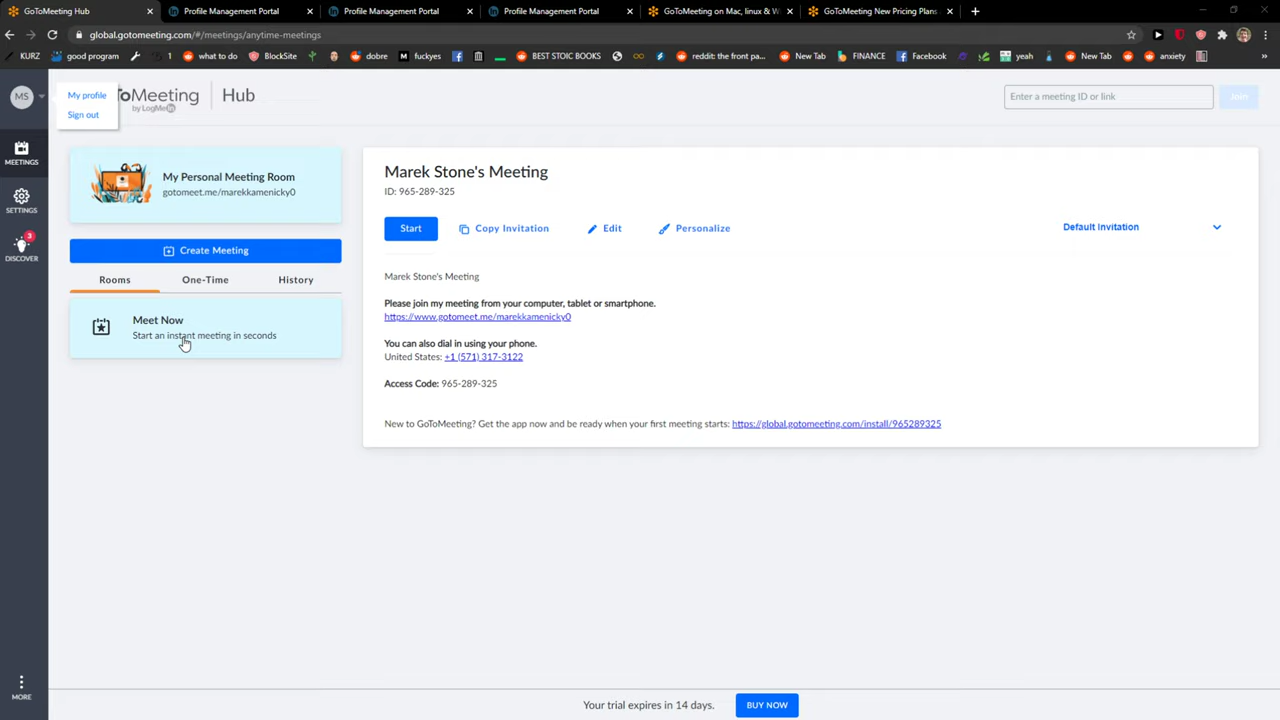 GoToMeeting Hub
Profile Management Portal
Profile Management Portal
Profile Management Portal
GoToMeeting on Mac, linux & W
GoToMeeting New Pricing Plans
global.gotomeeting.com/#/meetings/anytime-meetings
KURZ
good program
1
what to do
BlockSite
dobre
fuckyes
BEST STOIC BOOKS
reddit: the front pa...
New Tab
FINANCE
Facebook
yeah
New Tab
anxiety
MS
My profile
Sign out
oMeeting
by LogMeIn
Hub
Enter a meeting ID or link
Join
MEETINGS
SETTINGS
3
DISCOVER
MORE
My Personal Meeting Room
gotomeet.me/marekkamenicky0
Create Meeting
Rooms
One-Time
History
Meet Now
Start an instant meeting in seconds
Marek Stone's Meeting
ID: 965-289-325
Start
Copy Invitation
Edit
Personalize
Default Invitation
Marek Stone's Meeting
Please join my meeting from your computer, tablet or smartphone.
https://www.gotomeet.me/marekkamenicky0
You can also dial in using your phone.
United States: +1 (571) 317-3122
Access Code: 965-289-325
New to GoToMeeting? Get the app now and be ready when your first meeting starts: https://global.gotomeeting.com/install/965289325
Your trial expires in 14 days.
BUY NOW